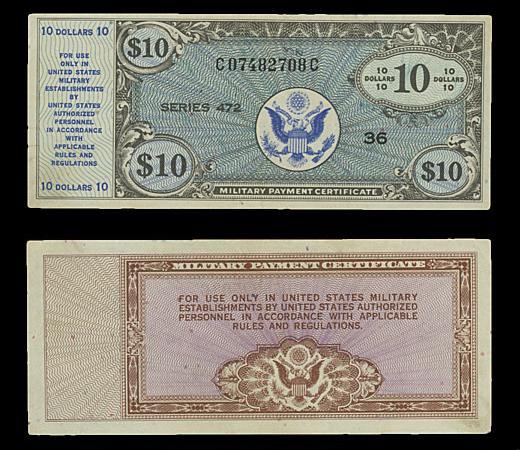 10 DOLLARS 10
FOR USE
ONLY IN
UNITED STATES
MILITARY
ESTABLISHMENTS
BY
UNITED STATES
AUTHORIZED
PERSONNEL
IN ACCORDANCE
WITH
APPLICABLE
RULES AND
REGULATIONS
10 DOLLARS 10
$10
C07482708C
10 10 10
DOLLARS DOLLARS
10 10
SERIES 472
36
$10
$10
MILITARY PAYMENT CERTIFICATE
MILITARY PAYMENT CERTIFICATE
FOR USE ONLY IN UNITED STATES MILITARY
ESTABLISHMENTS BY UNITED STATES AUTHORIZED
PERSONNEL IN ACCORDANCE WITH APPLICABLE
RULES AND REGULATIONS.